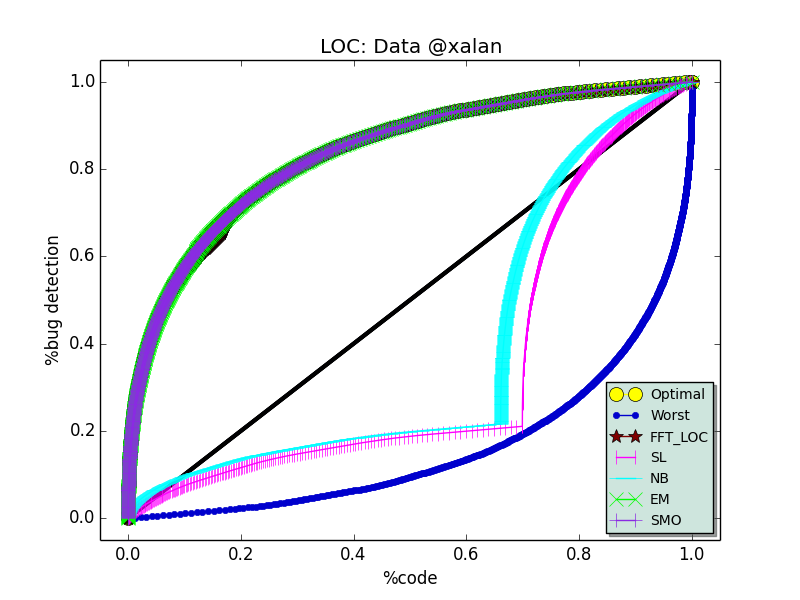 LOC: Data @xalan
1.0
0.8
0.6
0.4
0.2
0.0
%bug detection
0.0 0.2 0.4 0.6 0.8 1.0
%code
Optimal
Worst
FFT_LOC
SL
NB
EM
SMO